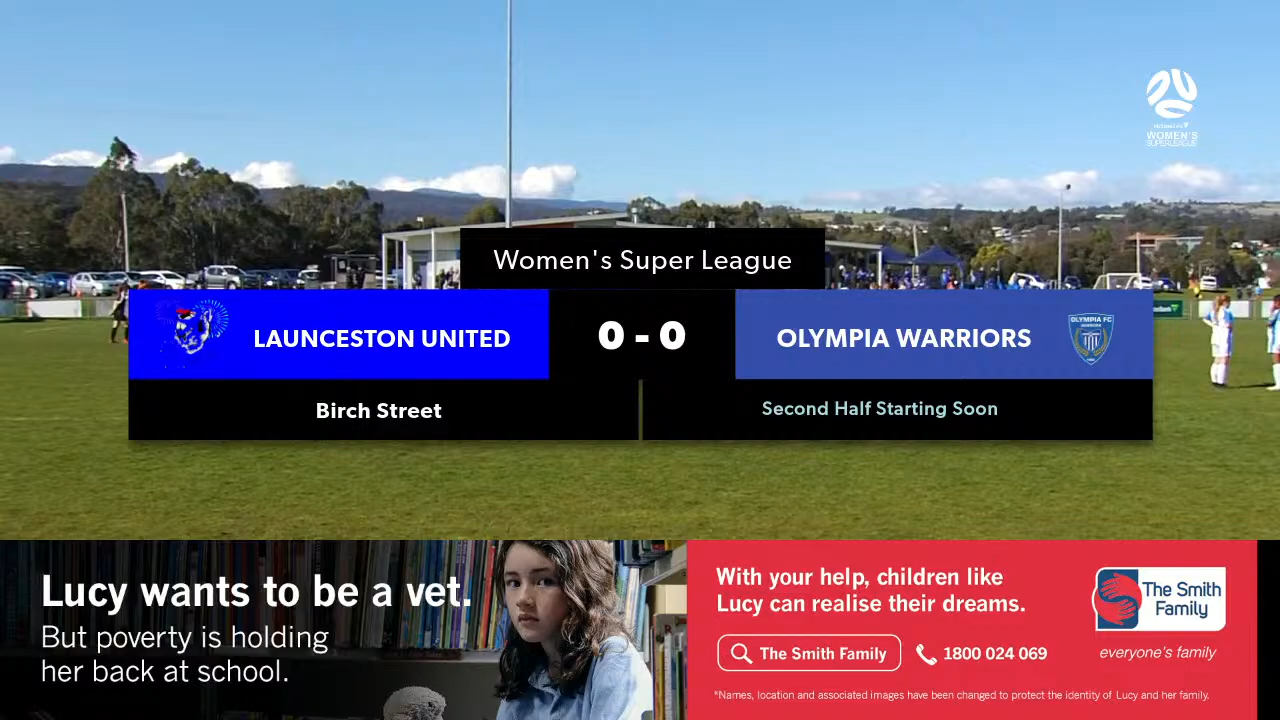 WOMEN'S
SUPERLEAGUE
Women's Super League
LAUNCESTON UNITED
0 - 0
OLYMPIA WARRIORS
OLYMPIA FC
WARRIORS
Birch Street
Second Half Starting Soon
Lucy wants to be a vet.
But poverty is holding
her back at school.
With your help, children like
Lucy can realise their dreams.
The Smith Family
1800 024 069
The Smith
Family
everyone's family
*Names, location and associated images have been changed to protect the identity of Lucy and her family.